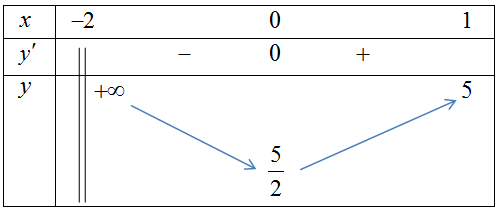 x −2 0 1
y′ − 0 +
y +∞ 5
5/2